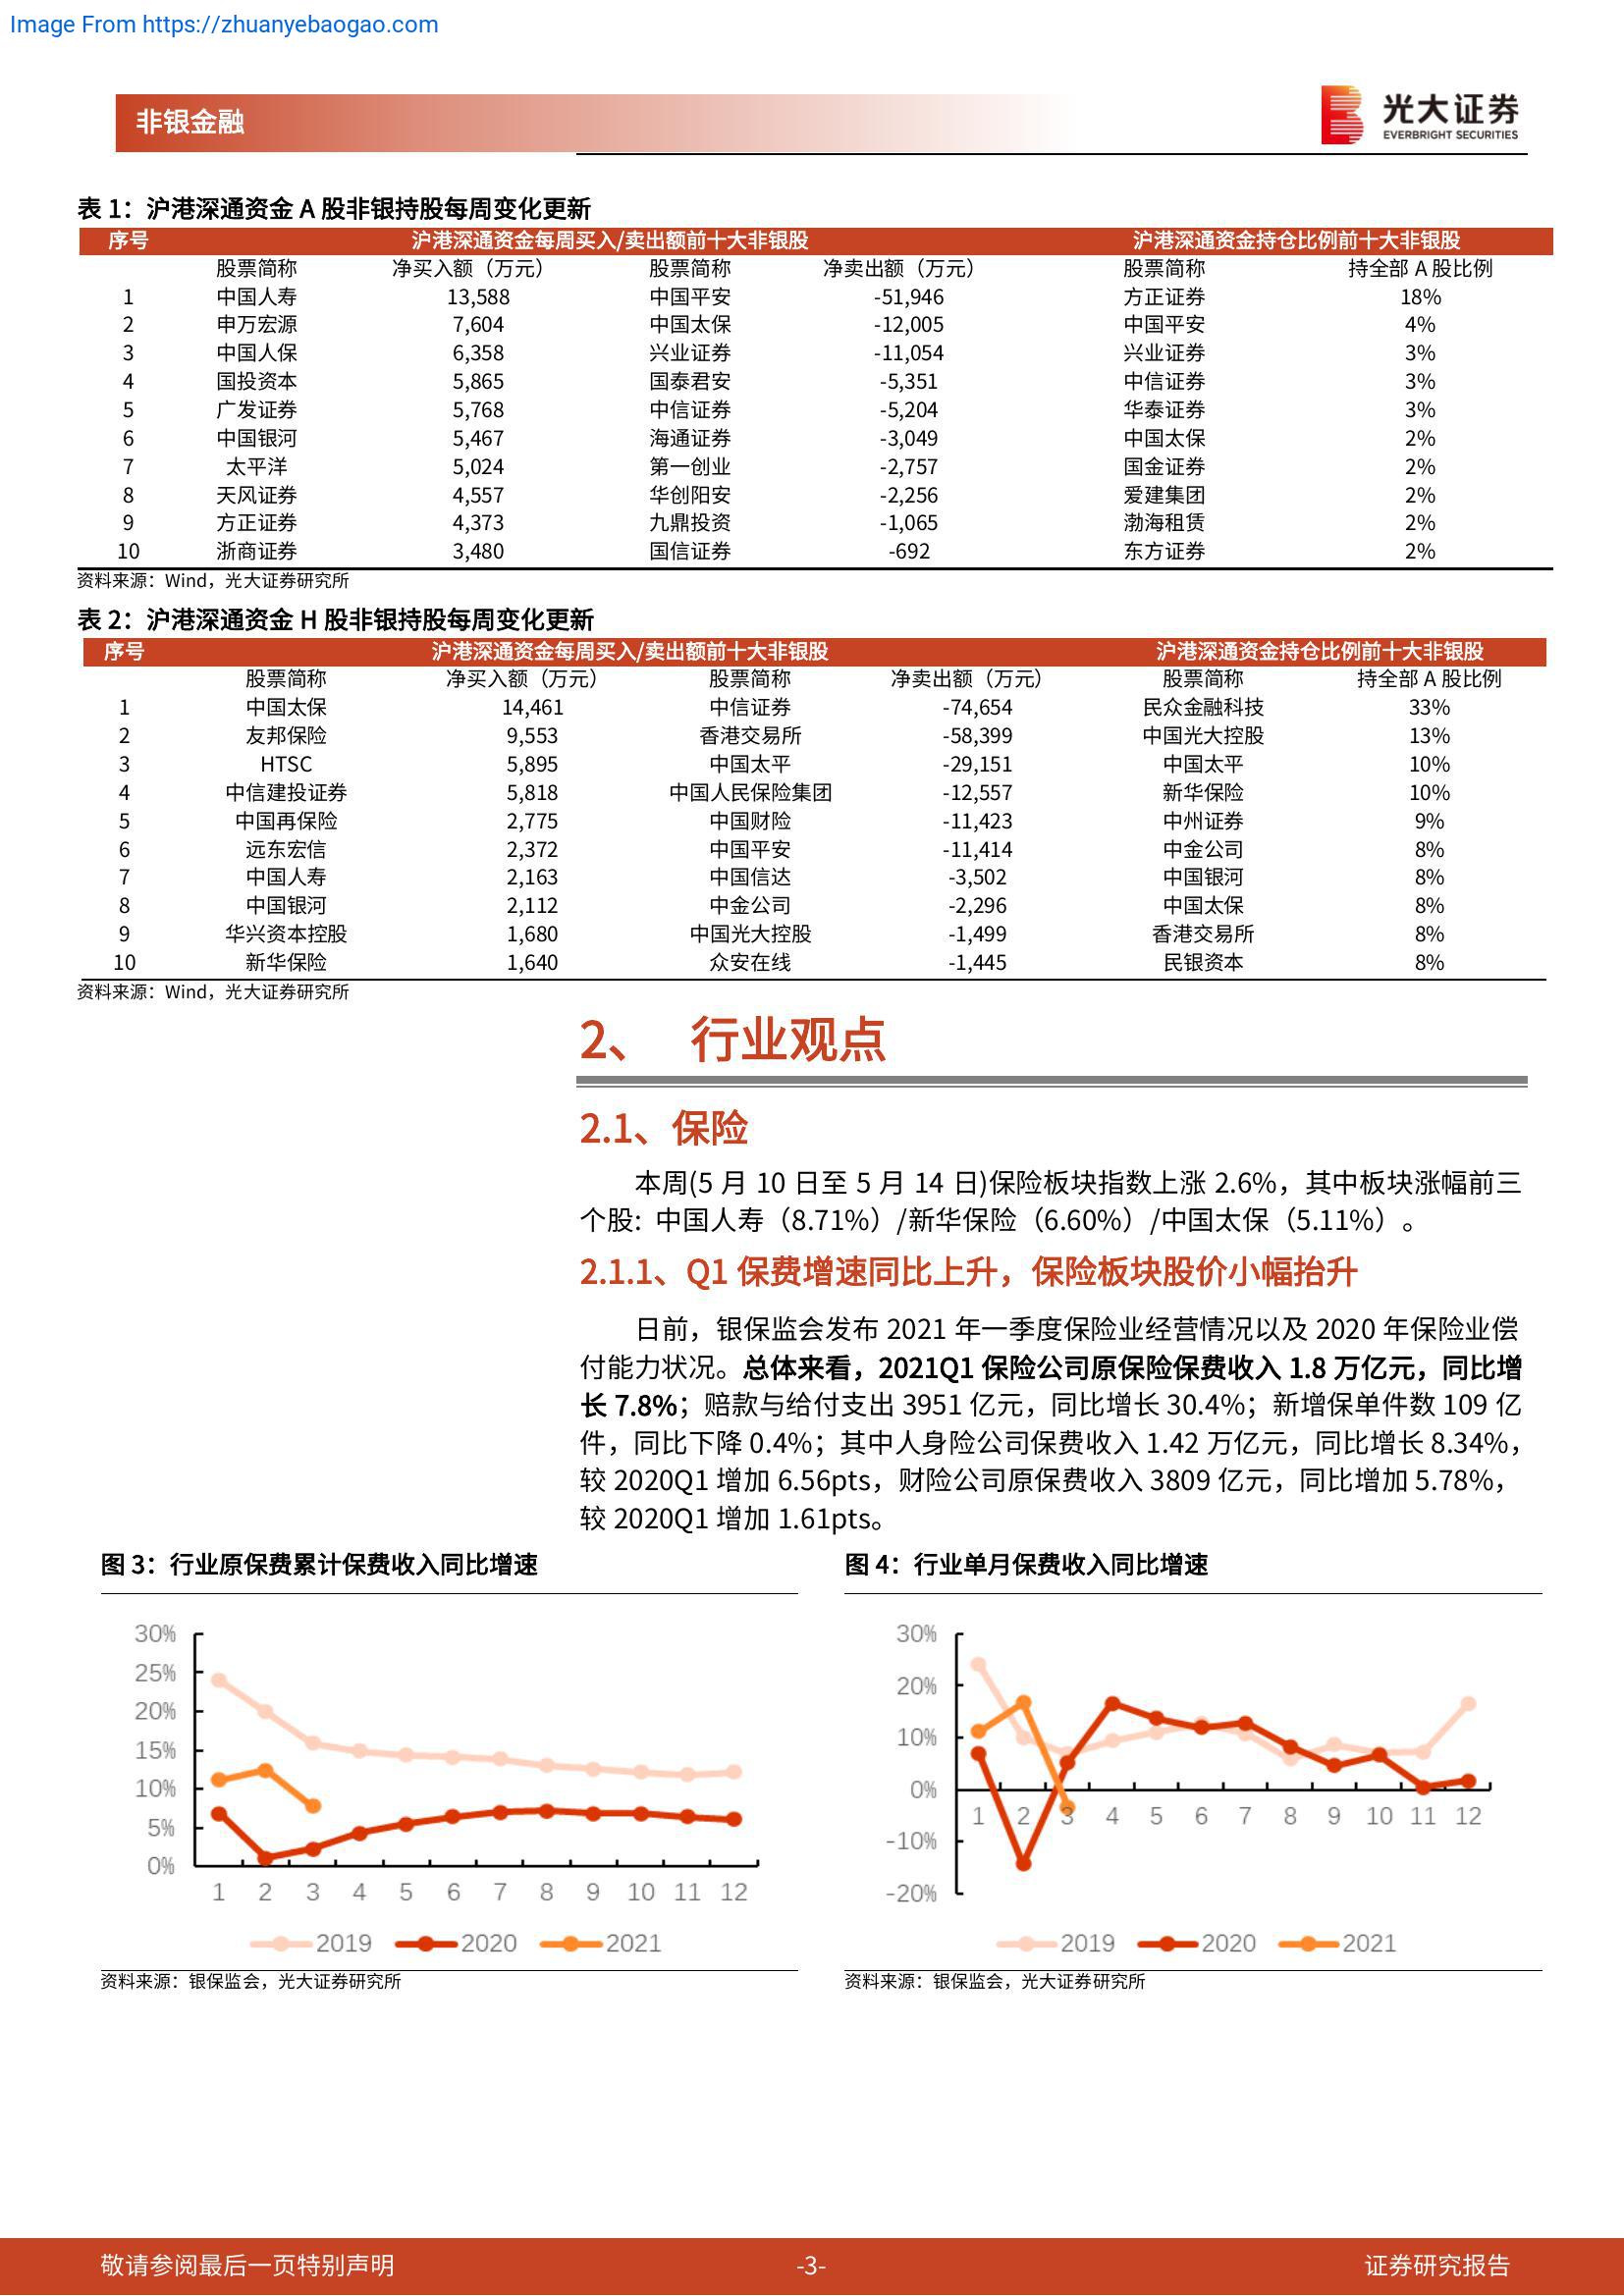 Image From https://zhuanyebaogao.com
非银金融
光大证券
EVERBRIGHT SECURITIES
表 1：沪港深通资金 A 股非银持股每周变化更新
序号 沪港深通资金每周买入/卖出额前十大非银股 沪港深通资金持仓比例前十大非银股
股票简称 净买入额（万元） 股票简称 净卖出额（万元） 股票简称 持全部 A 股比例
1 中国人寿 13,588 中国平安 -51,946 方正证券 18%
2 申万宏源 7,604 中国太保 -12,005 中国平安 4%
3 中国人保 6,358 兴业证券 -11,054 兴业证券 3%
4 国投资本 5,865 国泰君安 -5,351 中信证券 3%
5 广发证券 5,768 中信证券 -5,204 华泰证券 3%
6 中国银河 5,467 海通证券 -3,049 中国太保 2%
7 太平洋 5,024 第一创业 -2,757 国金证券 2%
8 天风证券 4,557 华创阳安 -2,256 爱建集团 2%
9 方正证券 4,373 九鼎投资 -1,065 渤海租赁 2%
10 浙商证券 3,480 国信证券 -692 东方证券 2%
资料来源：Wind，光大证券研究所
表 2：沪港深通资金 H 股非银持股每周变化更新
序号 沪港深通资金每周买入/卖出额前十大非银股 沪港深通资金持仓比例前十大非银股
股票简称 净买入额（万元） 股票简称 净卖出额（万元） 股票简称 持全部 A 股比例
1 中国太保 14,461 中信证券 -74,654 民众金融科技 33%
2 友邦保险 9,553 香港交易所 -58,399 中国光大控股 13%
3 HTSC 5,895 中国太平 -29,151 中国太平 10%
4 中信建投证券 5,818 中国人民保险集团 -12,557 新华保险 10%
5 中国再保险 2,775 中国财险 -11,423 中州证券 9%
6 远东宏信 2,372 中国平安 -11,414 中金公司 8%
7 中国人寿 2,163 中国信达 -3,502 中国银河 8%
8 中国银河 2,112 中金公司 -2,296 中国太保 8%
9 华兴资本控股 1,680 中国光大控股 -1,499 香港交易所 8%
10 新华保险 1,640 众安在线 -1,445 民银资本 8%
资料来源：Wind，光大证券研究所
2、 行业观点
2.1、保险
本周(5 月 10 日至 5 月 14 日)保险板块指数上涨 2.6%，其中板块涨幅前三
个股: 中国人寿（8.71%）/新华保险（6.60%）/中国太保（5.11%）。
2.1.1、Q1 保费增速同比上升，保险板块股价小幅抬升
日前，银保监会发布 2021 年一季度保险业经营情况以及 2020 年保险业偿
付能力状况。总体来看，2021Q1 保险公司原保险保费收入 1.8 万亿元，同比增
长 7.8%；赔款与给付支出 3951 亿元，同比增长 30.4%；新增保单件数 109 亿
件，同比下降 0.4%；其中人身险公司保费收入 1.42 万亿元，同比增长 8.34%，
较 2020Q1 增加 6.56pts，财险公司原保费收入 3809 亿元，同比增加 5.78%，
较 2020Q1 增加 1.61pts。
图 3：行业原保费累计保费收入同比增速
30%
25%
20%
15%
10%
5%
0%
1 2 3 4 5 6 7 8 9 10 11 12
2019 2020 2021
资料来源：银保监会，光大证券研究所
图 4：行业单月保费收入同比增速
30%
20%
10%
0%
-10%
-20%
1 2 3 4 5 6 7 8 9 10 11 12
2019 2020 2021
资料来源：银保监会，光大证券研究所
敬请参阅最后一页特别声明 -3- 证券研究报告